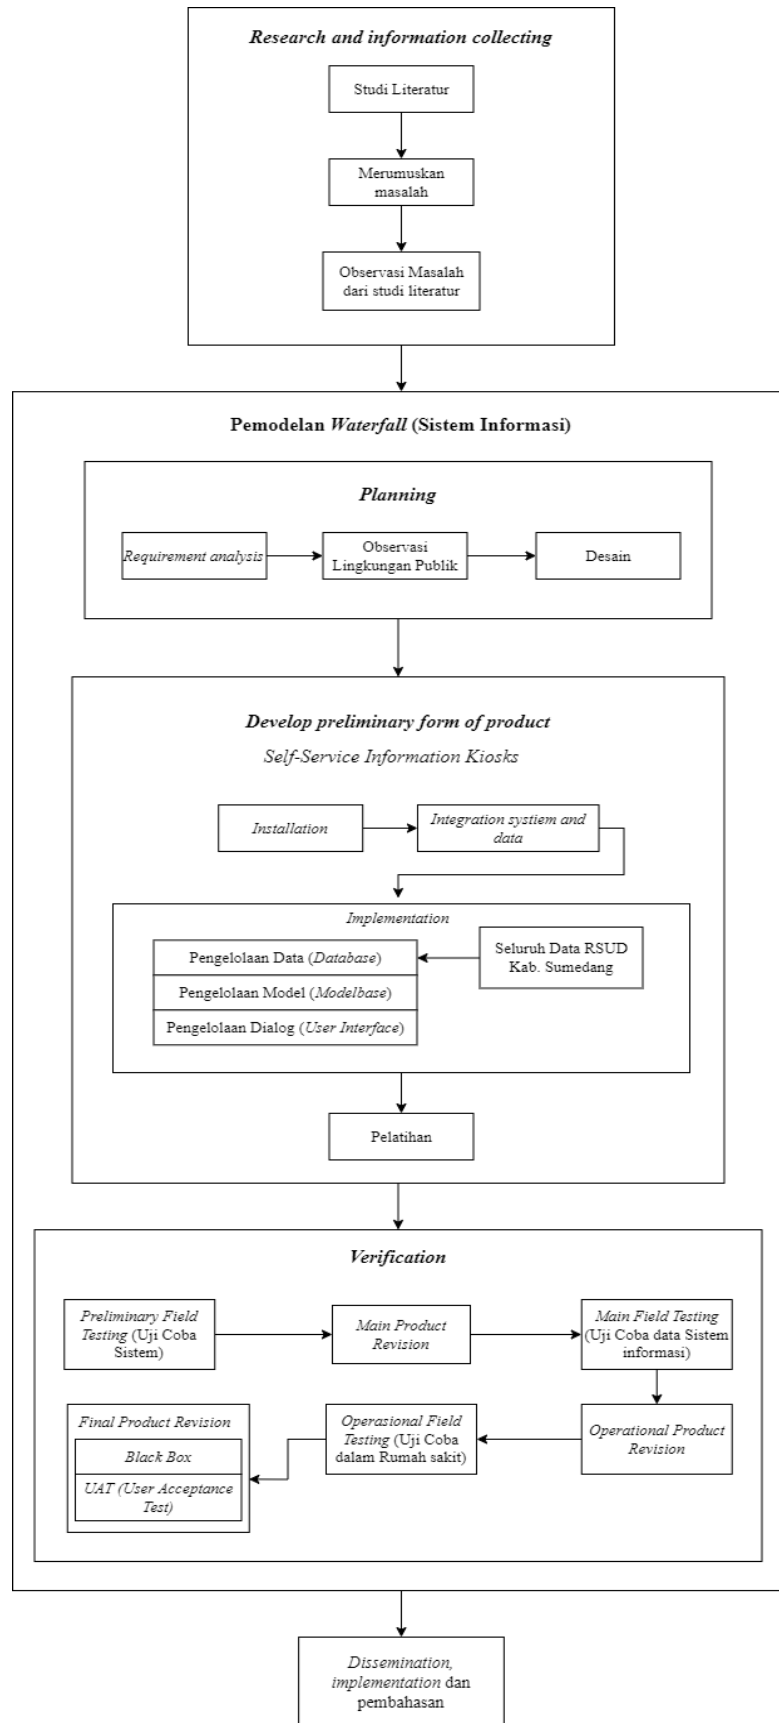 Research and information collecting
Studi Literatur
Merumuskan
masalah
Observasi Masalah
dari studi literatur
Pemodelan Waterfall (Sistem Informasi)
Planning
Requirement analysis
Observasi
Lingkungan Publik
Desain
Develop preliminary form of product
Self-Service Information Kiosks
Installation
Integration systiem and
data
Implementation
Pengelolaan Data (Database)
Pengelolaan Model (Modelbase)
Pengelolaan Dialog (User Interface)
Seluruh Data RSUD
Kab. Sumedang
Pelatihan
Verification
Preliminary Field
Testing (Uji Coba
Sistem)
Main Product
Revision
Main Field Testing
(Uji Coba data Sistem
informasi)
Operational Product
Revision
Operasional Field
Testing (Uji Coba
dalam Rumah sakit)
Final Product Revision
Black Box
UAT (User Acceptance
Test)
Dissemination,
implementation dan
pembahasan